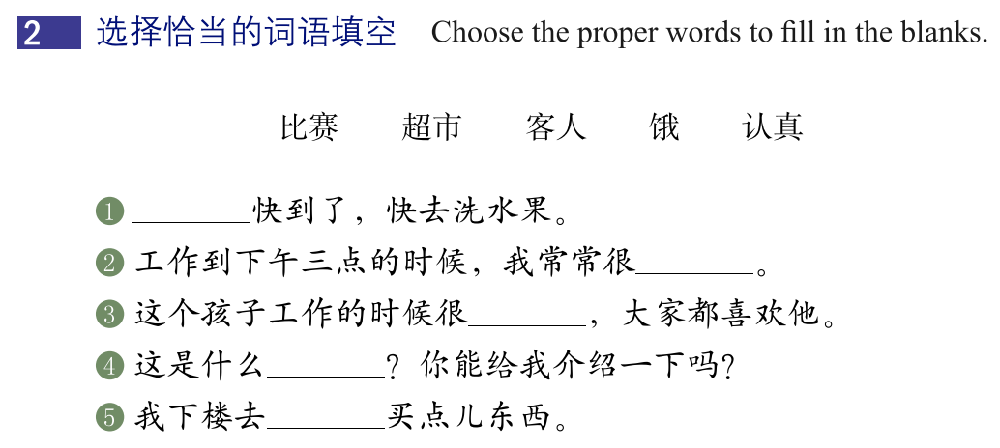 2 选择恰当的词语填空 Choose the proper words to fill in the blanks.
比赛 超市 客人 饿 认真
1 ________快到了，快去洗水果。
2 工作到下午三点的时候，我常常很________。
3 这个孩子工作的时候很________，大家都喜欢他。
4 这是什么________？你能给我介绍一下吗？
5 我下楼去________买点儿东西。